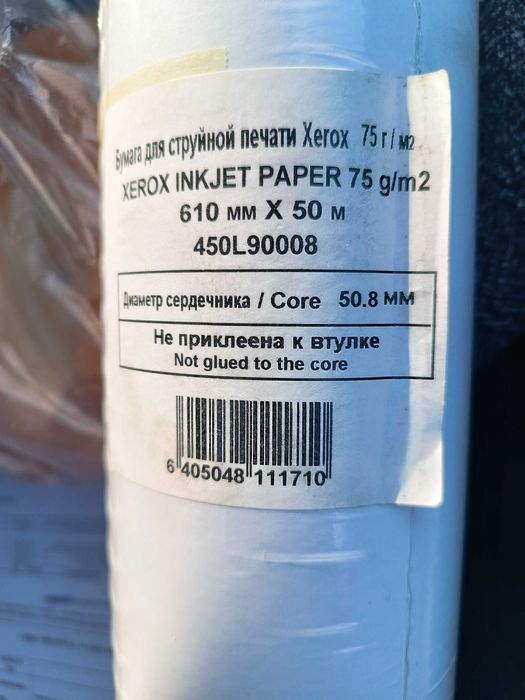 Бумага для струйной печати Xerox 75 г/м2
XEROX INKJET PAPER 75 g/m2
610 мм X 50 м
450L90008
Диаметр сердечника / Core 50.8 мм
Не приклеена к втулке
Not glued to the core
6 405048 111710